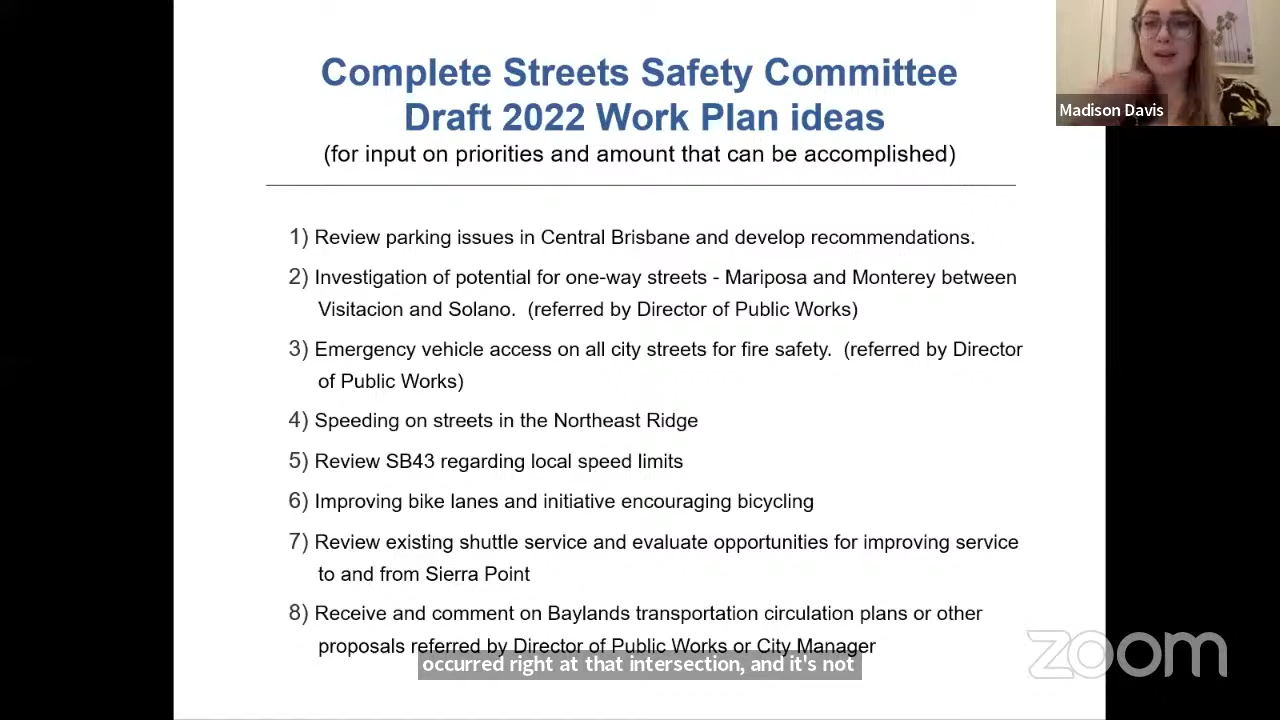 Complete Streets Safety Committee
Draft 2022 Work Plan ideas
(for input on priorities and amount that can be accomplished)
1) Review parking issues in Central Brisbane and develop recommendations.
2) Investigation of potential for one-way streets - Mariposa and Monterey between
Visitacion and Solano. (referred by Director of Public Works)
3) Emergency vehicle access on all city streets for fire safety. (referred by Director
of Public Works)
4) Speeding on streets in the Northeast Ridge
5) Review SB43 regarding local speed limits
6) Improving bike lanes and initiative encouraging bicycling
7) Review existing shuttle service and evaluate opportunities for improving service
to and from Sierra Point
8) Receive and comment on Baylands transportation circulation plans or other
proposals referred by Director of Public Works or City Manager
occurred right at that intersection, and it's not
Madison Davis
zoom